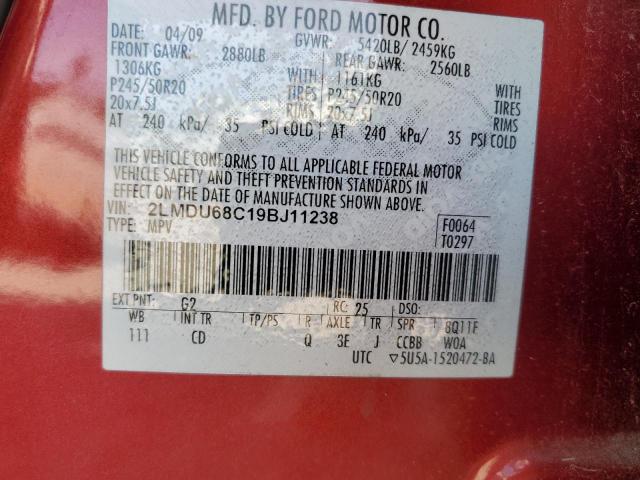 MFD. BY FORD MOTOR CO.
DATE: 04/09 GVWR: 5420LB/ 2459KG
FRONT GAWR: 2880LB REAR GAWR: 2560LB
1306KG WITH 1161KG WITH
P245/50R20 TIRES P245/50R20 TIRES
20x7.5J RIMS 20x7.5J RIMS
AT 240 kPa/ 35 PSI COLD AT 240 kPa/ 35 PSI COLD
THIS VEHICLE CONFORMS TO ALL APPLICABLE FEDERAL MOTOR
VEHICLE SAFETY AND THEFT PREVENTION STANDARDS IN
EFFECT ON THE DATE OF MANUFACTURE SHOWN ABOVE.
VIN: 2LMDU68C19BJ11238
TYPE: MPV
F0064
T0297
EXT PNT: G2 RC: 25 DSO:
WB INT TR TP/PS R AXLE TR SPR 8Q11F
111 CD Q 3E J CCBB W0A
UTC ▽5U5A-1520472-BA